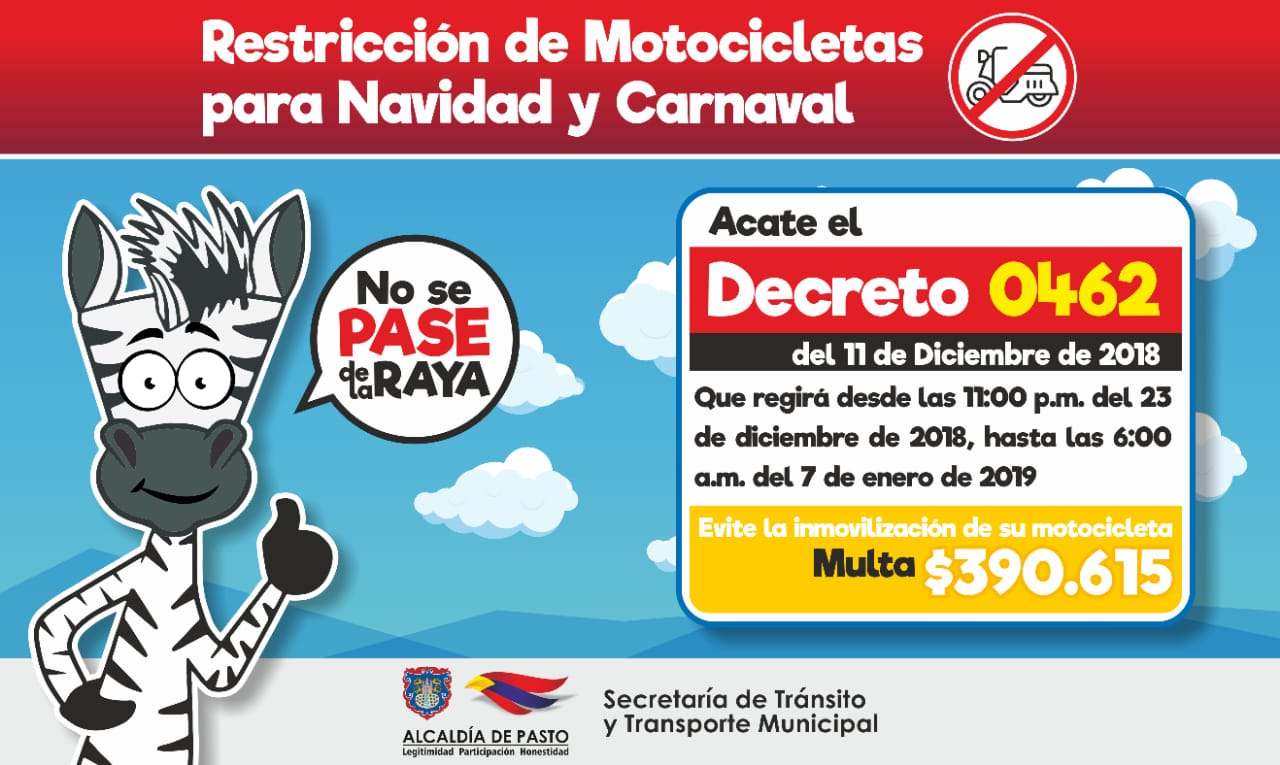 Restricción de Motocicletas
para Navidad y Carnaval
No se
PASE
de la RAYA
Acate el
Decreto 0462
del 11 de Diciembre de 2018
Que regirá desde las 11:00 p.m. del 23
de diciembre de 2018, hasta las 6:00
a.m. del 7 de enero de 2019
Evite la inmovilización de su motocicleta
Multa $390.615
ALCALDÍA DE PASTO
Legitimidad Participación Honestidad
Secretaría de Tránsito
y Transporte Municipal